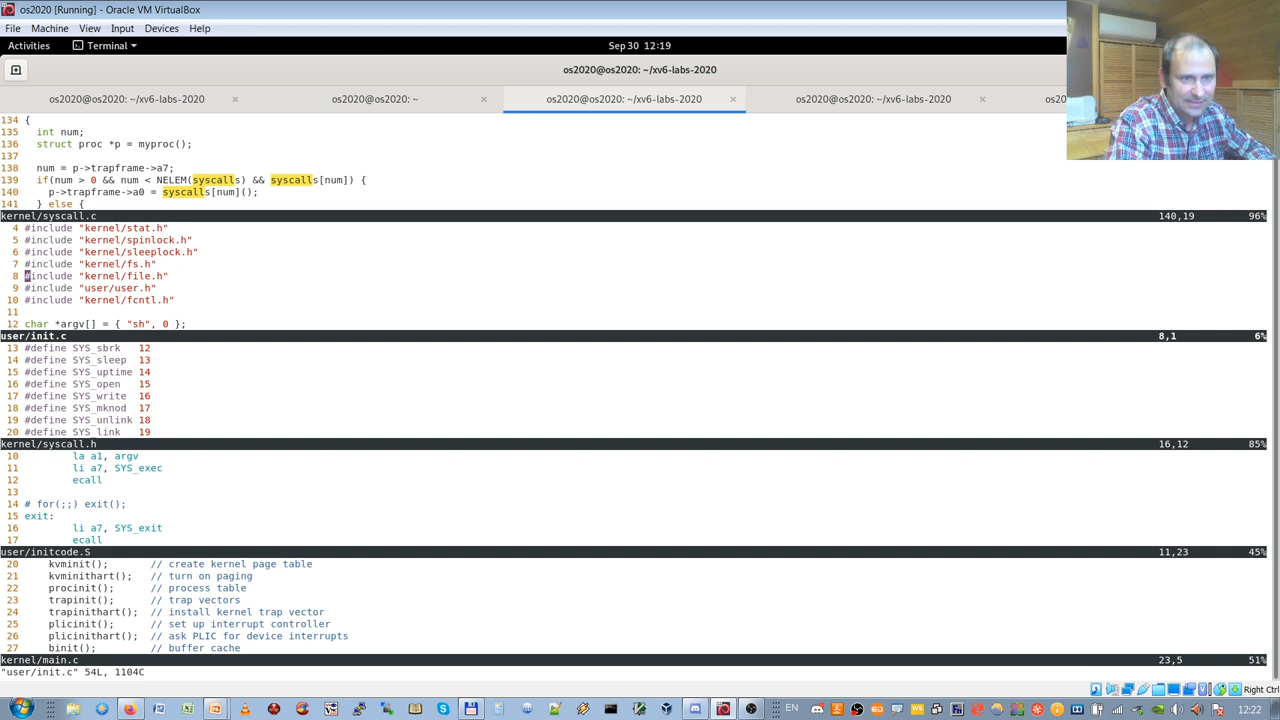 os2020 [Running] - Oracle VM VirtualBox
File Machine View Input Devices Help
Activities Terminal Sep 30 12:19
os2020@os2020: ~/xv6-labs-2020
os2020@os2020: ~/xv6-labs-2020 × os2020@os2020: ~ × os2020@os2020: ~/xv6-labs-2020 × os2020@os2020: ~/xv6-labs-2020 × os20
134 {
135   int num;
136   struct proc *p = myproc();
137
138   num = p->trapframe->a7;
139   if(num > 0 && num < NELEM(syscalls) && syscalls[num]) {
140     p->trapframe->a0 = syscalls[num]();
141   } else {
kernel/syscall.c 140,19 96%
4 #include "kernel/stat.h"
5 #include "kernel/spinlock.h"
6 #include "kernel/sleeplock.h"
7 #include "kernel/fs.h"
8 #include "kernel/file.h"
9 #include "user/user.h"
10 #include "kernel/fcntl.h"
11
12 char *argv[] = { "sh", 0 };
user/init.c 8,1 6%
13 #define SYS_sbrk   12
14 #define SYS_sleep  13
15 #define SYS_uptime 14
16 #define SYS_open   15
17 #define SYS_write  16
18 #define SYS_mknod  17
19 #define SYS_unlink 18
20 #define SYS_link   19
kernel/syscall.h 16,12 85%
10         la a1, argv
11         li a7, SYS_exec
12         ecall
13
14 # for(;;) exit();
15 exit:
16         li a7, SYS_exit
17         ecall
user/initcode.S 11,23 45%
20     kvminit();       // create kernel page table
21     kvminithart();   // turn on paging
22     procinit();      // process table
23     trapinit();      // trap vectors
24     trapinithart();  // install kernel trap vector
25     plicinit();      // set up interrupt controller
26     plicinithart();  // ask PLIC for device interrupts
27     binit();         // buffer cache
kernel/main.c 23,5 51%
"user/init.c" 54L, 1104C
Right Ctrl
EN 12:22